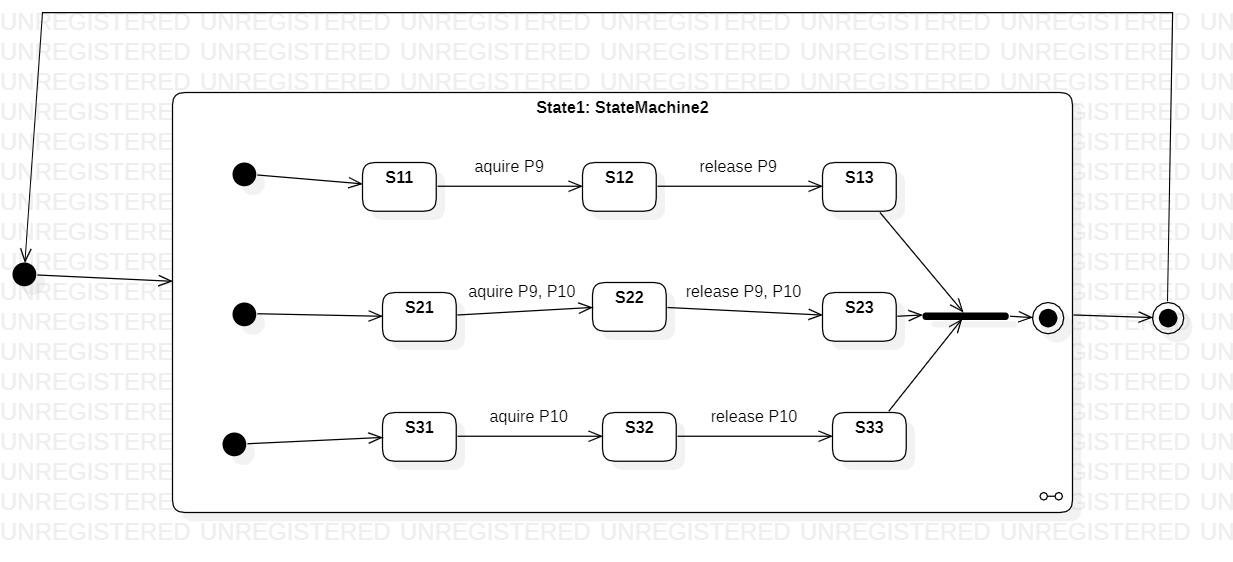 State1: StateMachine2
S11
aquire P9
S12
release P9
S13
S21
aquire P9, P10
S22
release P9, P10
S23
S31
aquire P10
S32
release P10
S33
UNREGISTERED UNREGISTERED UNREGISTERED UNREGISTERED UNREGISTERED UNREGISTERED UN